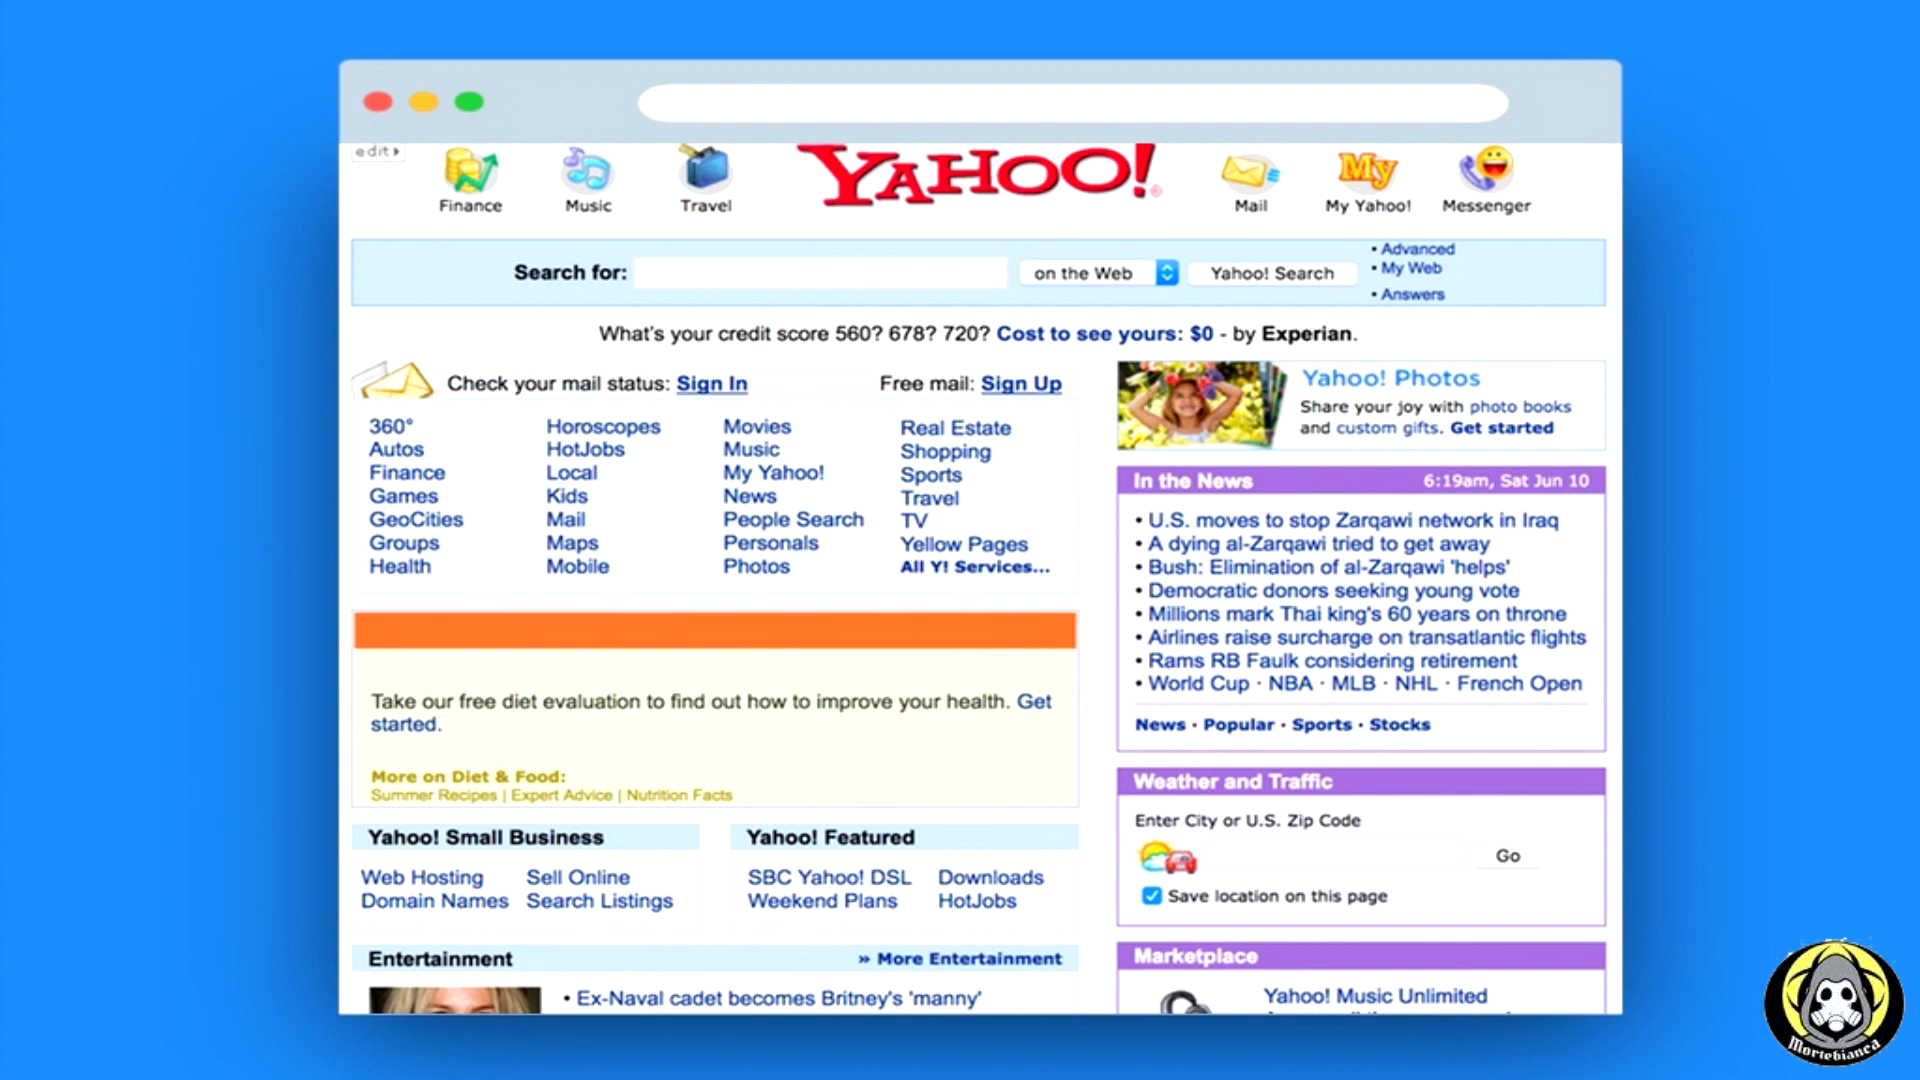 edit
Finance
Music
Travel
YAHOO!
Mail
My
My Yahoo!
Messenger
Search for:
on the Web
Yahoo! Search
• Advanced
• My Web
• Answers
What's your credit score 560? 678? 720? Cost to see yours: $0 - by Experian.
Check your mail status: Sign In
Free mail: Sign Up
360°
Autos
Finance
Games
GeoCities
Groups
Health
Horoscopes
HotJobs
Local
Kids
Mail
Maps
Mobile
Movies
Music
My Yahoo!
News
People Search
Personals
Photos
Real Estate
Shopping
Sports
Travel
TV
Yellow Pages
All Y! Services...
Take our free diet evaluation to find out how to improve your health. Get
started.
More on Diet & Food:
Summer Recipes | Expert Advice | Nutrition Facts
Yahoo! Small Business
Web Hosting
Sell Online
Domain Names
Search Listings
Yahoo! Featured
SBC Yahoo! DSL
Downloads
Weekend Plans
HotJobs
Entertainment
» More Entertainment
• Ex-Naval cadet becomes Britney's 'manny'
Yahoo! Photos
Share your joy with photo books
and custom gifts. Get started
In the News
6:19am, Sat Jun 10
• U.S. moves to stop Zarqawi network in Iraq
• A dying al-Zarqawi tried to get away
• Bush: Elimination of al-Zarqawi 'helps'
• Democratic donors seeking young vote
• Millions mark Thai king's 60 years on throne
• Airlines raise surcharge on transatlantic flights
• Rams RB Faulk considering retirement
• World Cup · NBA · MLB · NHL · French Open
News · Popular · Sports · Stocks
Weather and Traffic
Enter City or U.S. Zip Code
Go
Save location on this page
Marketplace
Yahoo! Music Unlimited
Mortebianca